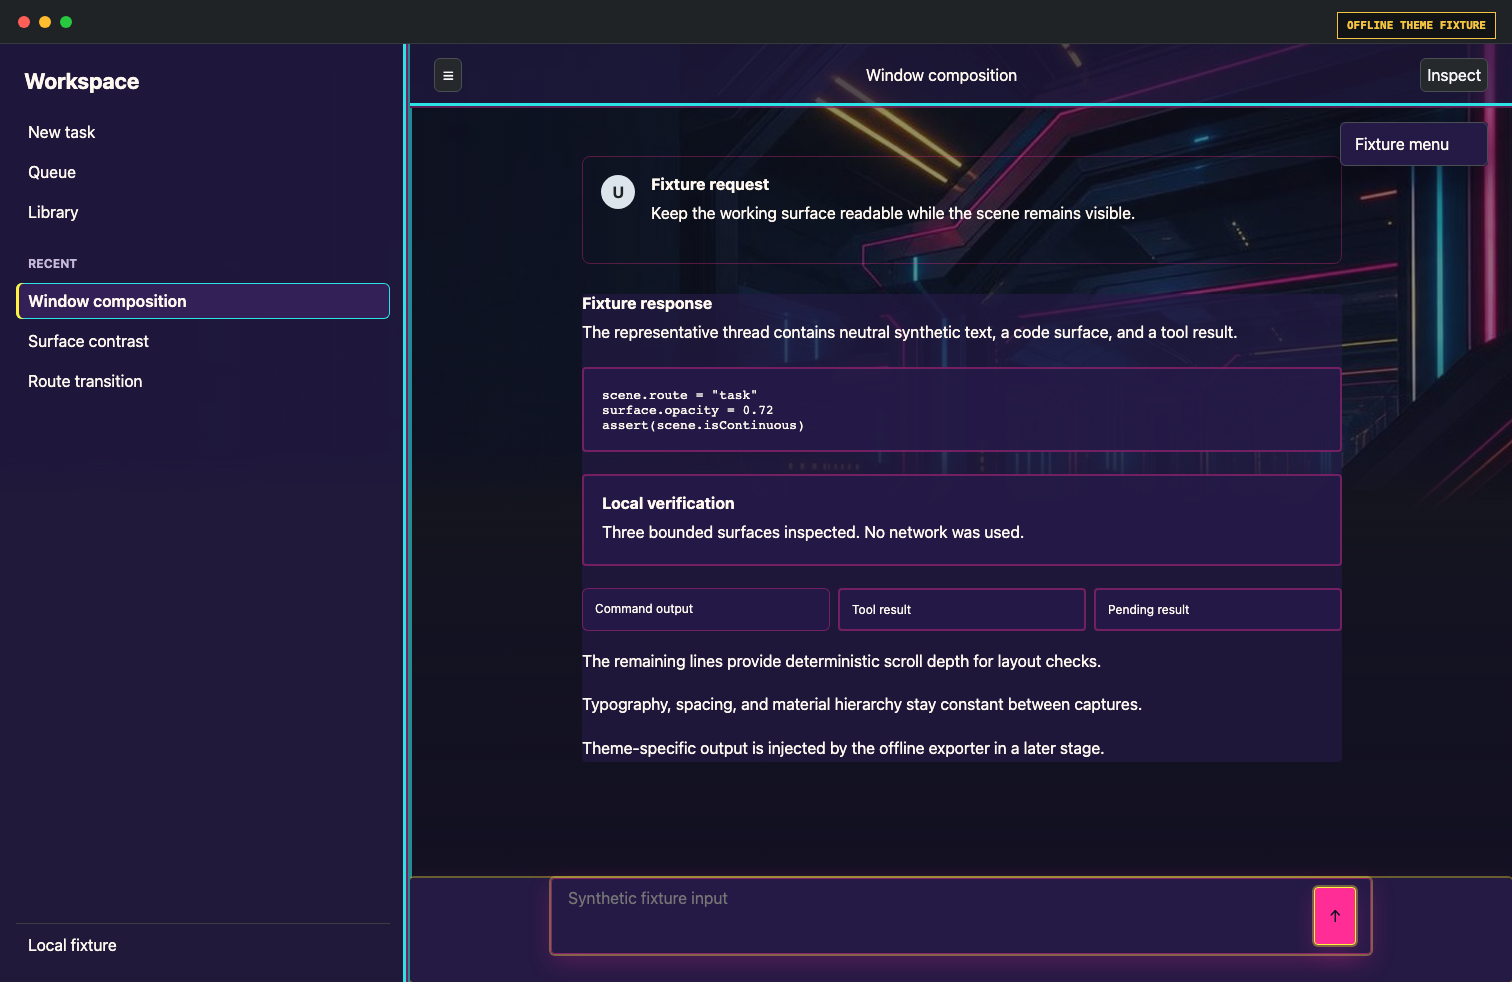 OFFLINE THEME FIXTURE
Workspace
New task
Queue
Library
RECENT
Window composition
Surface contrast
Route transition
Local fixture
Window composition
Inspect
Fixture menu
U
Fixture request
Keep the working surface readable while the scene remains visible.
Fixture response
The representative thread contains neutral synthetic text, a code surface, and a tool result.
scene.route = "task"
surface.opacity = 0.72
assert(scene.isContinuous)
Local verification
Three bounded surfaces inspected. No network was used.
Command output
Tool result
Pending result
The remaining lines provide deterministic scroll depth for layout checks.
Typography, spacing, and material hierarchy stay constant between captures.
Theme-specific output is injected by the offline exporter in a later stage.
Synthetic fixture input